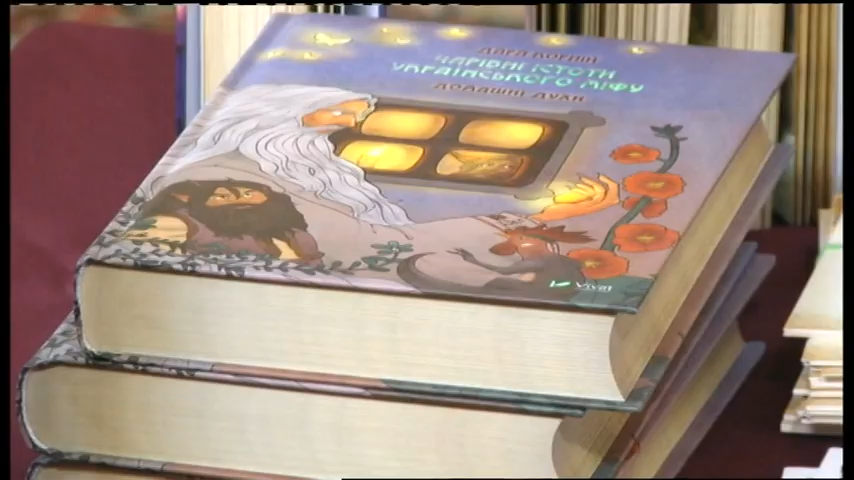 ДАРА КОРНІЙ
ЧАРІВНІ ІСТОТИ
УКРАЇНСЬКОГО МІФУ
ДОМАШНІ ДУХИ
Vivat